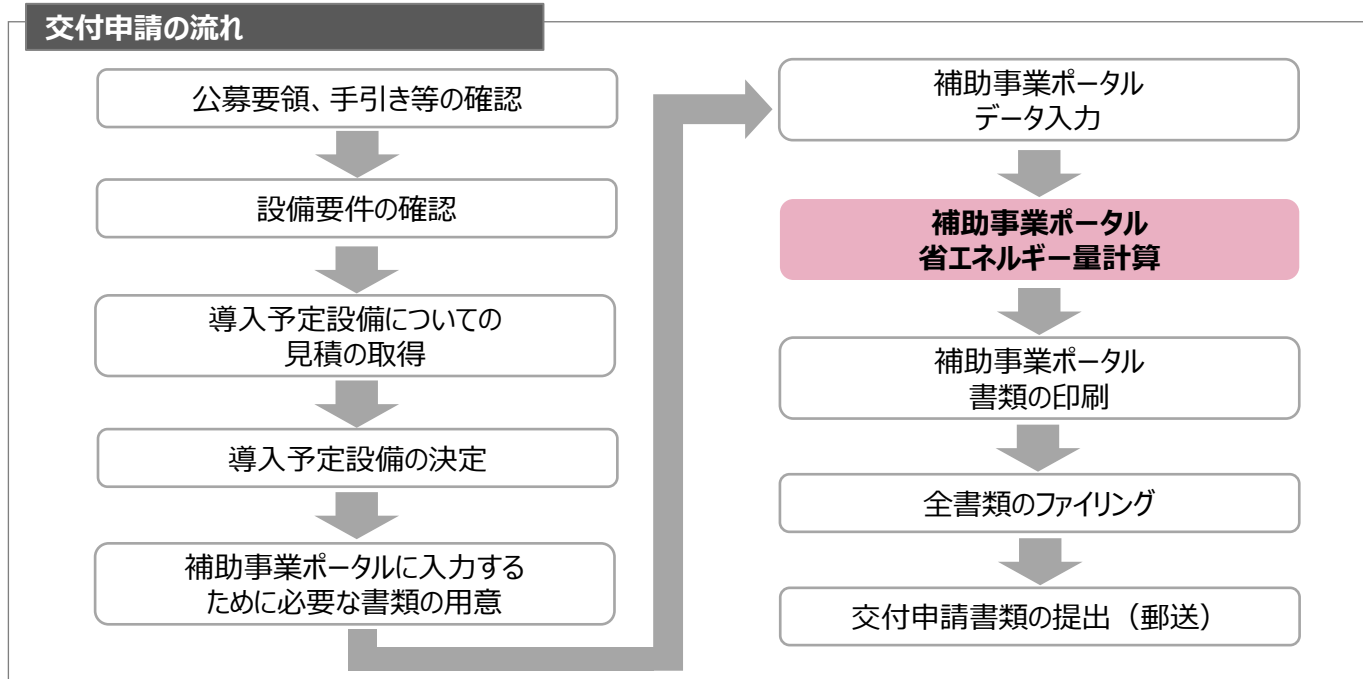 交付申請の流れ
公募要領、手引き等の確認
設備要件の確認
導入予定設備についての
見積の取得
導入予定設備の決定
補助事業ポータルに入力する
ために必要な書類の用意
補助事業ポータル
データ入力
補助事業ポータル
省エネルギー量計算
補助事業ポータル
書類の印刷
全書類のファイリング
交付申請書類の提出（郵送）